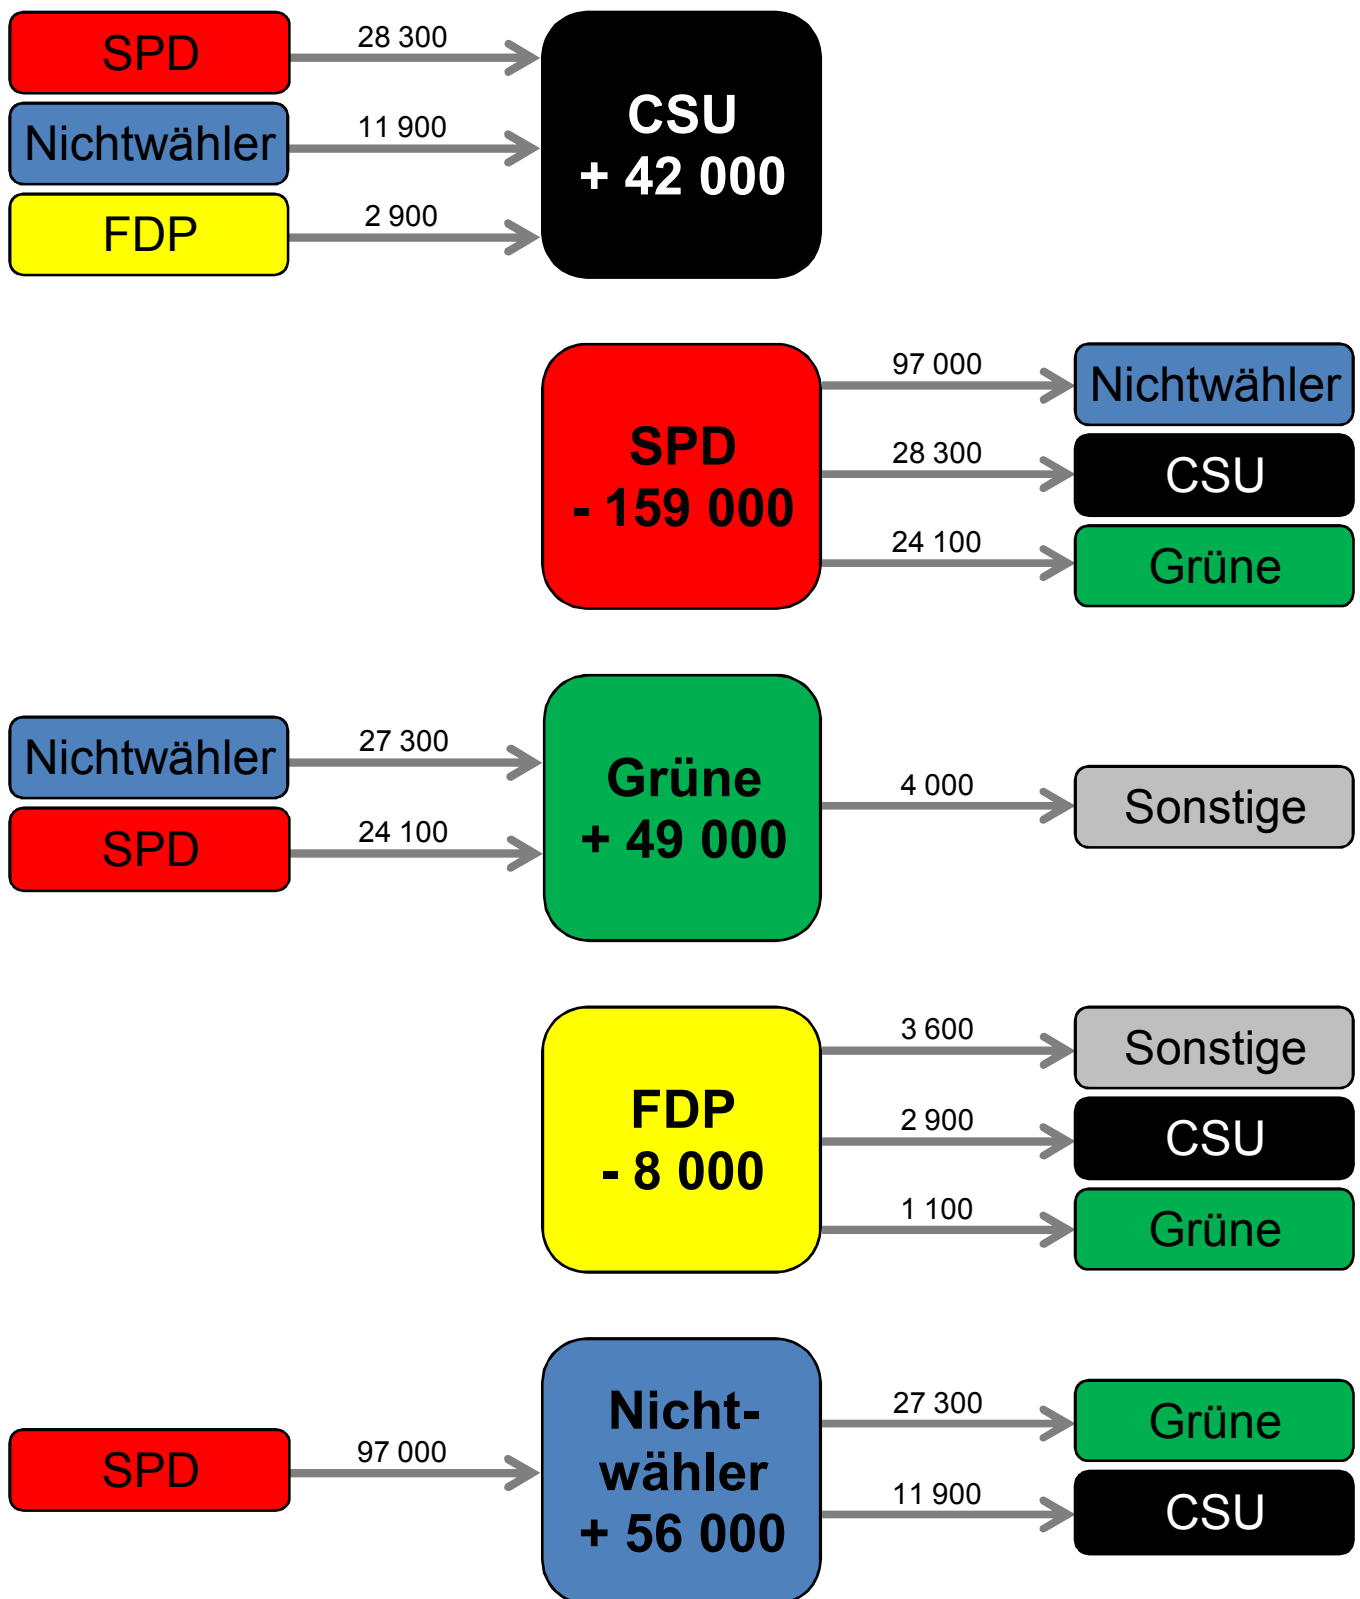 SPD
28 300
Nichtwähler
11 900
FDP
2 900
CSU
+ 42 000
SPD
- 159 000
97 000
Nichtwähler
28 300
CSU
24 100
Grüne
Nichtwähler
27 300
SPD
24 100
Grüne
+ 49 000
4 000
Sonstige
FDP
- 8 000
3 600
Sonstige
2 900
CSU
1 100
Grüne
SPD
97 000
Nicht-
wähler
+ 56 000
27 300
Grüne
11 900
CSU